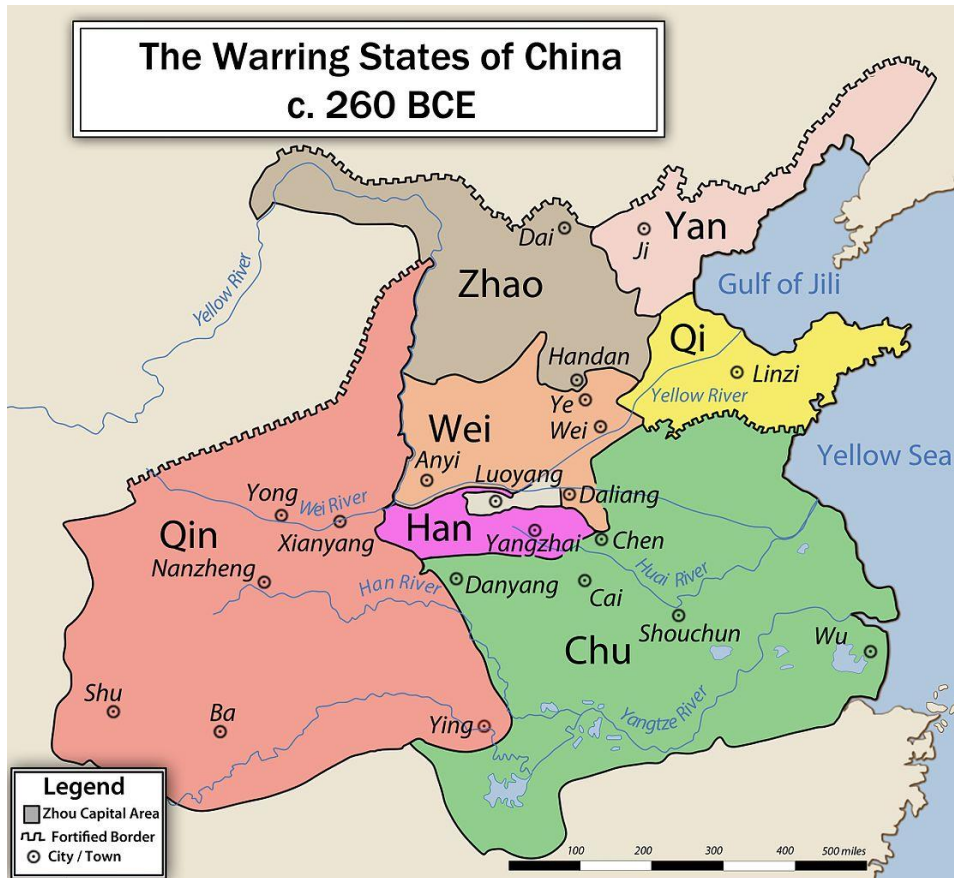 The Warring States of China
c. 260 BCE
Yan
Dai
Ji
Yellow River
Zhao
Gulf of Jili
Qi
Handan
Linzi
Ye
Yellow River
Wei
Wei
Yellow Sea
Anyi
Luoyang
Daliang
Yong
Wei River
Han
Qin
Xianyang
Yangzhai
Chen
Nanzheng
Han River
Danyang
Huai River
Cai
Shouchun
Chu
Wu
Shu
Ba
Ying
Yangtze River
Legend
Zhou Capital Area
Fortified Border
City / Town
100 200 300 400 500 miles